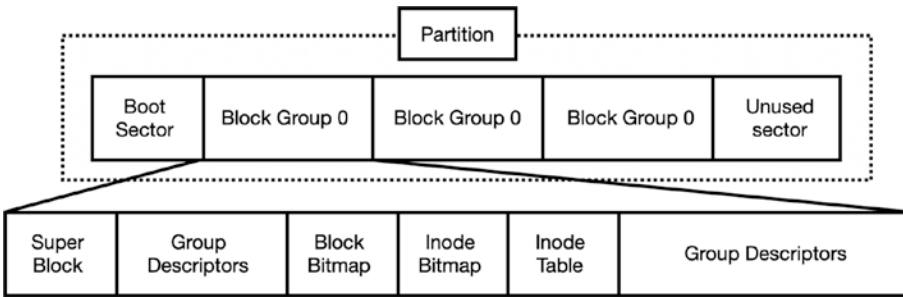 Partition
Boot
Sector
Block Group 0
Block Group 0
Block Group 0
Unused
sector
Super
Block
Group
Descriptors
Block
Bitmap
Inode
Bitmap
Inode
Table
Group Descriptors